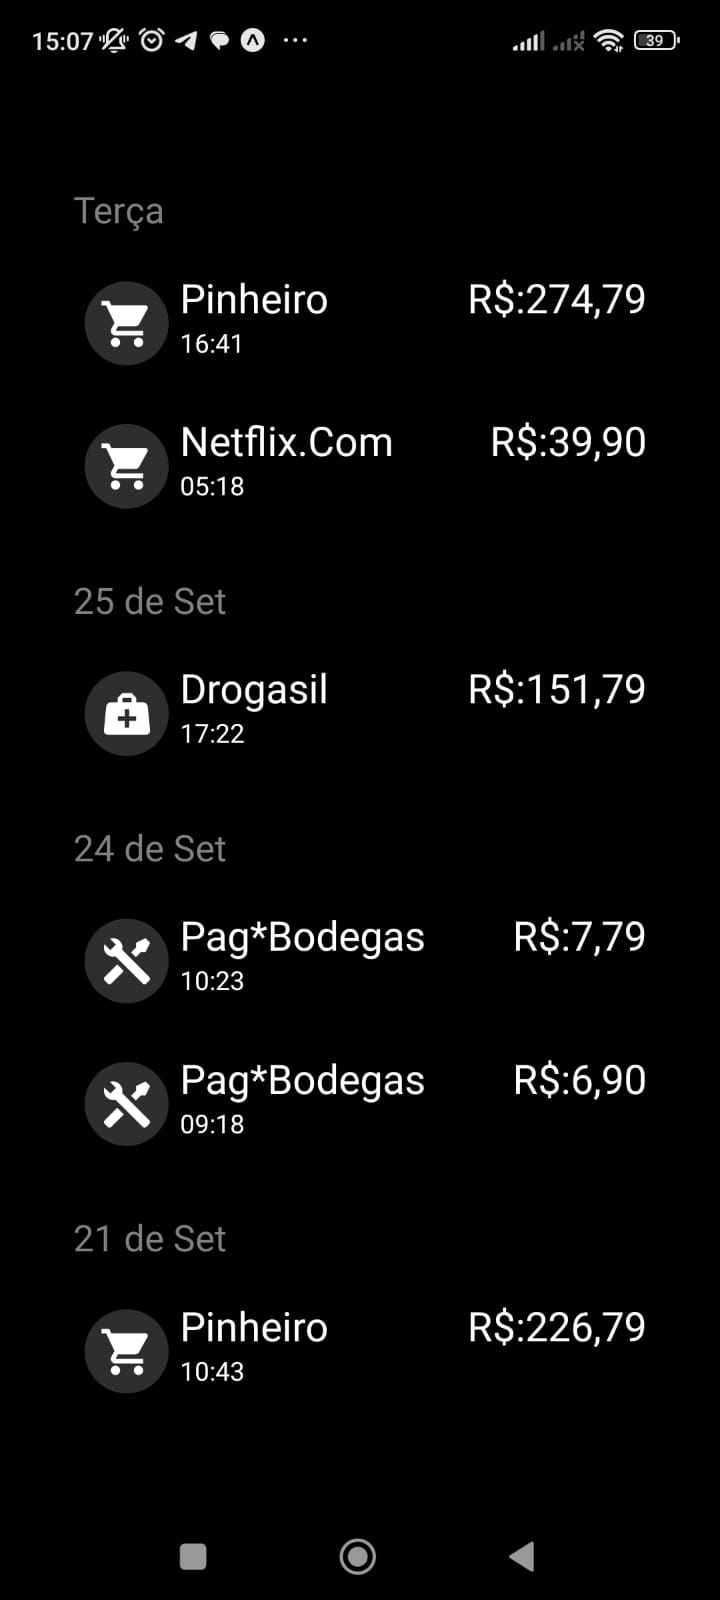 15:07
39
Terça
Pinheiro R$:274,79
16:41
Netflix.Com R$:39,90
05:18
25 de Set
Drogasil R$:151,79
17:22
24 de Set
Pag*Bodegas R$:7,79
10:23
Pag*Bodegas R$:6,90
09:18
21 de Set
Pinheiro R$:226,79
10:43